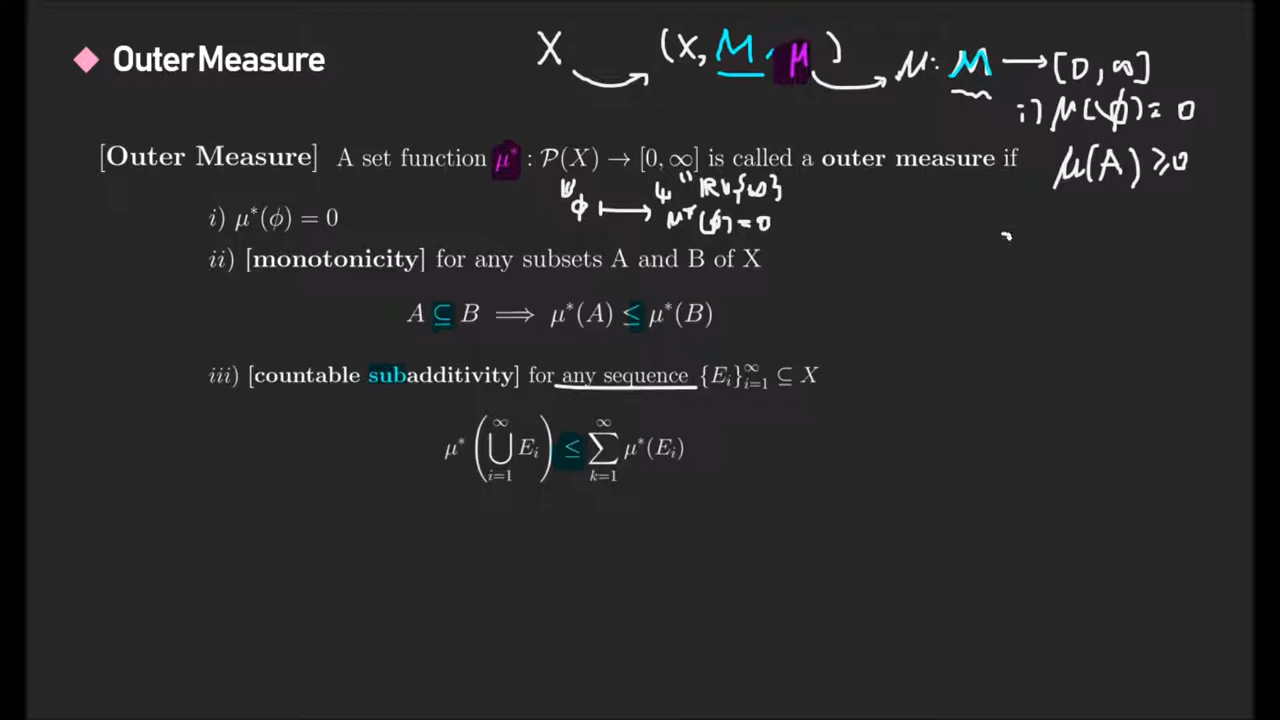 Outer Measure
X (X, M, μ) μ: M → [0, ∞]
i) μ(ϕ) = 0
[Outer Measure] A set function μ* : P(X) → [0, ∞] is called a outer measure if
μ(A) ≥ 0
ϕ ↦ μ*(ϕ) = 0
i) μ*(ϕ) = 0
ii) [monotonicity] for any subsets A and B of X
A ⊆ B ⟹ μ*(A) ≤ μ*(B)
iii) [countable subadditivity] for any sequence {E_i}_{i=1}^∞ ⊆ X
μ*(⋃_{i=1}^∞ E_i) ≤ ∑_{k=1}^∞ μ*(E_i)